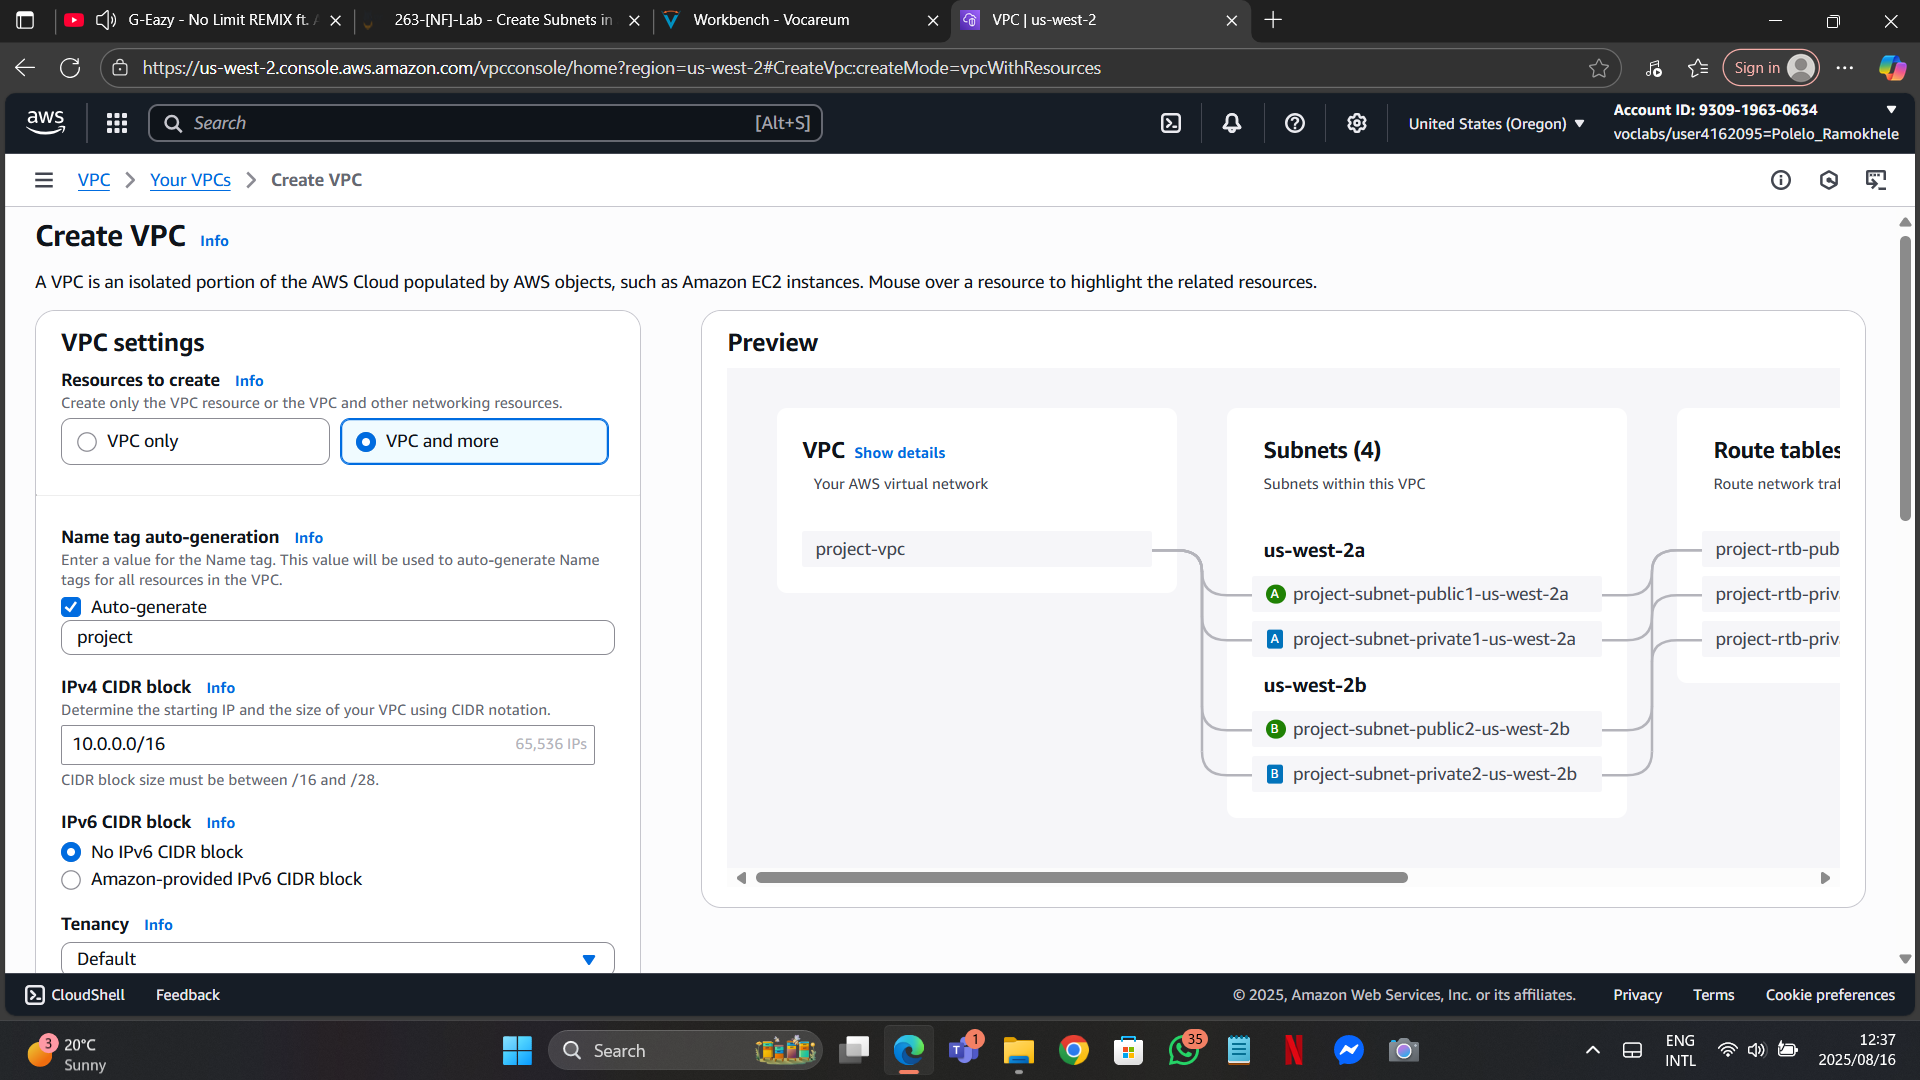 G-Eazy - No Limit REMIX ft. A
263-[NF]-Lab - Create Subnets in
Workbench - Vocareum
VPC | us-west-2
https://us-west-2.console.aws.amazon.com/vpcconsole/home?region=us-west-2#CreateVpc:createMode=vpcWithResources
Sign in
aws
Search
[Alt+S]
United States (Oregon)
Account ID: 9309-1963-0634
voclabs/user4162095=Polelo_Ramokhele
VPC
Your VPCs
Create VPC
Create VPC Info
A VPC is an isolated portion of the AWS Cloud populated by AWS objects, such as Amazon EC2 instances. Mouse over a resource to highlight the related resources.
VPC settings
Resources to create Info
Create only the VPC resource or the VPC and other networking resources.
VPC only
VPC and more
Name tag auto-generation Info
Enter a value for the Name tag. This value will be used to auto-generate Name
tags for all resources in the VPC.
Auto-generate
project
IPv4 CIDR block Info
Determine the starting IP and the size of your VPC using CIDR notation.
10.0.0.0/16
65,536 IPs
CIDR block size must be between /16 and /28.
IPv6 CIDR block Info
No IPv6 CIDR block
Amazon-provided IPv6 CIDR block
Tenancy Info
Default
Preview
VPC Show details
Your AWS virtual network
project-vpc
Subnets (4)
Subnets within this VPC
us-west-2a
A project-subnet-public1-us-west-2a
A project-subnet-private1-us-west-2a
us-west-2b
B project-subnet-public2-us-west-2b
B project-subnet-private2-us-west-2b
Route tables
Route network traf
project-rtb-pub
project-rtb-priv
project-rtb-priv
CloudShell
Feedback
© 2025, Amazon Web Services, Inc. or its affiliates.
Privacy
Terms
Cookie preferences
3
20°C
Sunny
Search
1
35
ENG
INTL
12:37
2025/08/16